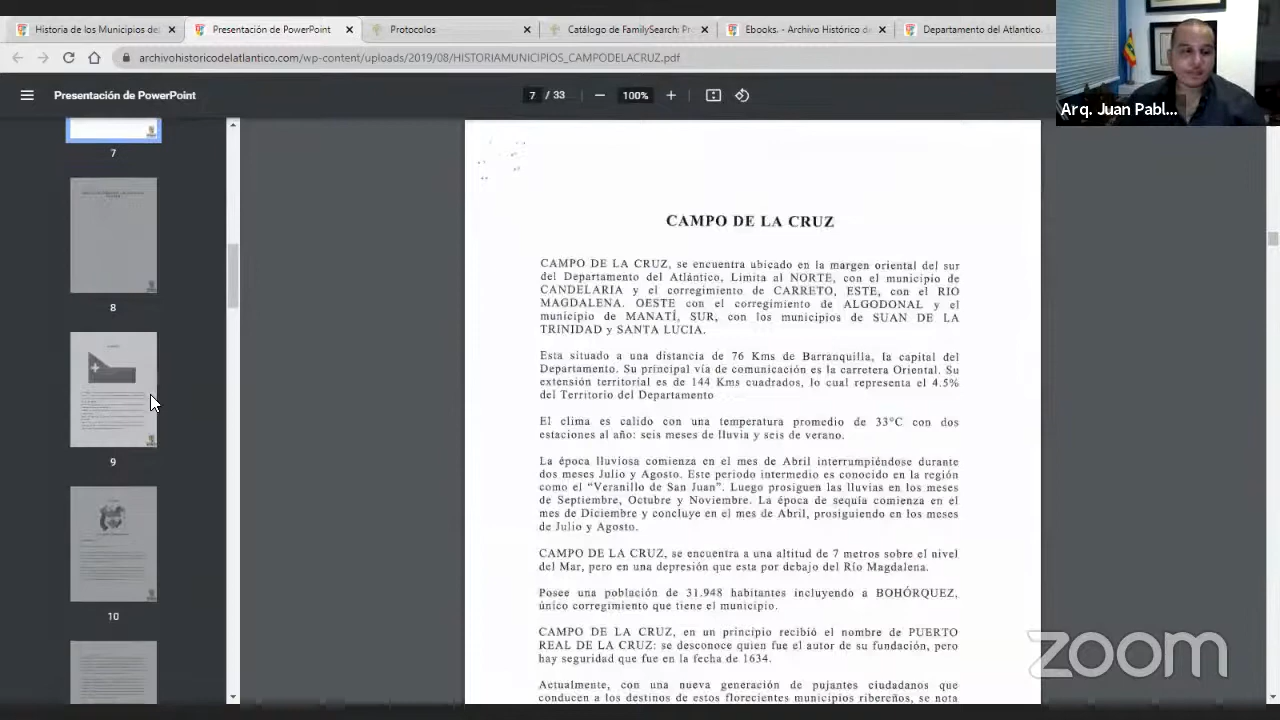 Historia de los Municipios de
Presentación de PowerPoint
Protocolos
Catálogo de FamilySearch: Pr
Ebooks. - Archivo Histórico de
Departamento del Atlántico.
archivohistoricodelatlantico.com/wp-content/uploads/2019/08/HISTORIAMUNICIPIOS_CAMPODELACRUZ.pdf
Presentación de PowerPoint
7 / 33
100%
Arq. Juan Pabl...
7
8
9
10
CAMPO DE LA CRUZ
CAMPO DE LA CRUZ, se encuentra ubicado en la margen oriental del sur
del Departamento del Atlántico, Limita al NORTE, con el municipio de
CANDELARIA y el corregimiento de CARRETO, ESTE, con el RIO
MAGDALENA. OESTE con el corregimiento de ALGODONAL y el
municipio de MANATÍ, SUR, con los municipios de SUAN DE LA
TRINIDAD y SANTA LUCIA.
Esta situado a una distancia de 76 Kms de Barranquilla, la capital del
Departamento. Su principal vía de comunicación es la carretera Oriental. Su
extensión territorial es de 144 Kms cuadrados, lo cual representa el 4.5%
del Territorio del Departamento
El clima es calido con una temperatura promedio de 33°C con dos
estaciones al año: seis meses de lluvia y seis de verano.
La época lluviosa comienza en el mes de Abril interrumpiéndose durante
dos meses Julio y Agosto. Este periodo intermedio es conocido en la región
como el “Veranillo de San Juan”. Luego prosiguen las lluvias en los meses
de Septiembre, Octubre y Noviembre. La época de sequía comienza en el
mes de Diciembre y concluye en el mes de Abril, prosiguiendo en los meses
de Julio y Agosto.
CAMPO DE LA CRUZ, se encuentra a una altitud de 7 metros sobre el nivel
del Mar, pero en una depresión que esta por debajo del Río Magdalena.
Posee una población de 31.948 habitantes incluyendo a BOHÓRQUEZ,
único corregimiento que tiene el municipio.
CAMPO DE LA CRUZ, en un principio recibió el nombre de PUERTO
REAL DE LA CRUZ: se desconoce quien fue el autor de su fundación, pero
hay seguridad que fue en la fecha de 1634.
Actualmente, con una nueva generación de pujantes ciudadanos que
conducen a los destinos de estos florecientes municipios ribereños, se nota
zoom